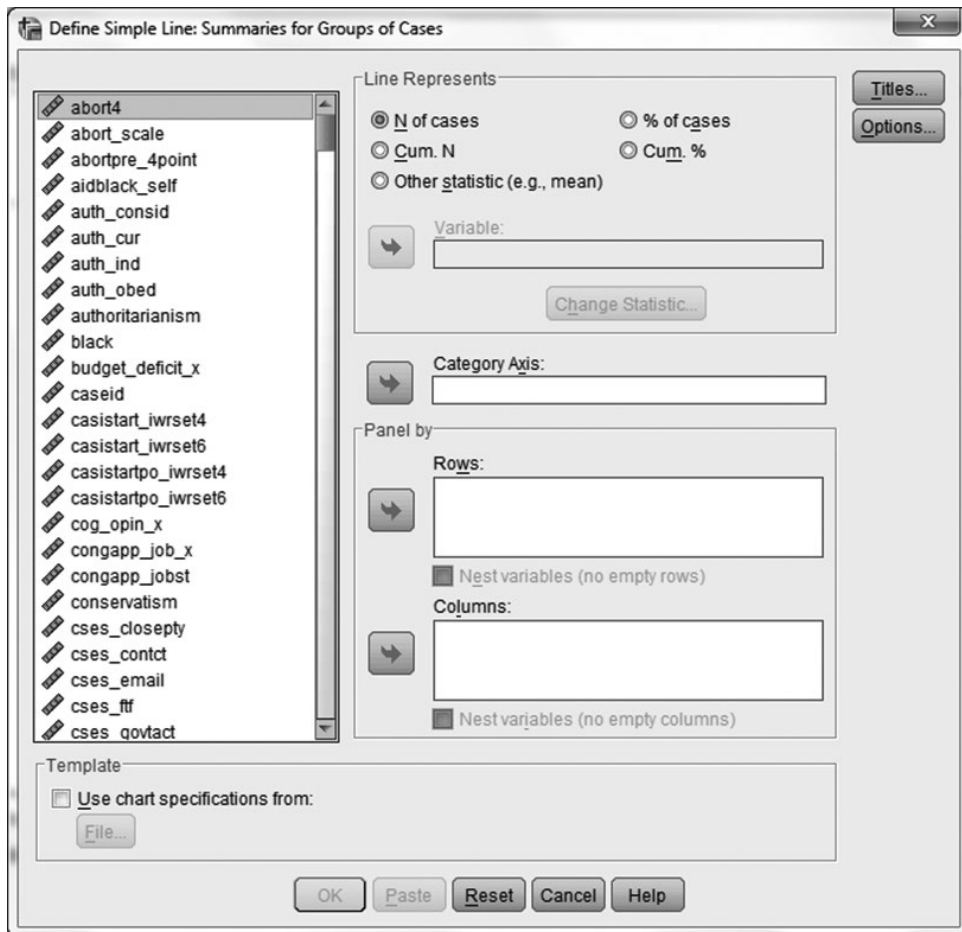 Define Simple Line: Summaries for Groups of Cases
abort4
abort_scale
abortpre_4point
aidblack_self
auth_consid
auth_cur
auth_ind
auth_obed
authoritarianism
black
budget_deficit_x
caseid
casistart_iwrset4
casistart_iwrset6
casistartpo_iwrset4
casistartpo_iwrset6
cog_opin_x
congapp_job_x
congapp_jobst
conservatism
cses_closepty
cses_contct
cses_email
cses_ftf
cses_govtact
Line Represents
N of cases
% of cases
Cum. N
Cum. %
Other statistic (e.g., mean)
Variable:
Change Statistic...
Category Axis:
Panel by
Rows:
Nest variables (no empty rows)
Columns:
Nest variables (no empty columns)
Titles...
Options...
Template
Use chart specifications from:
File...
OK Paste Reset Cancel Help